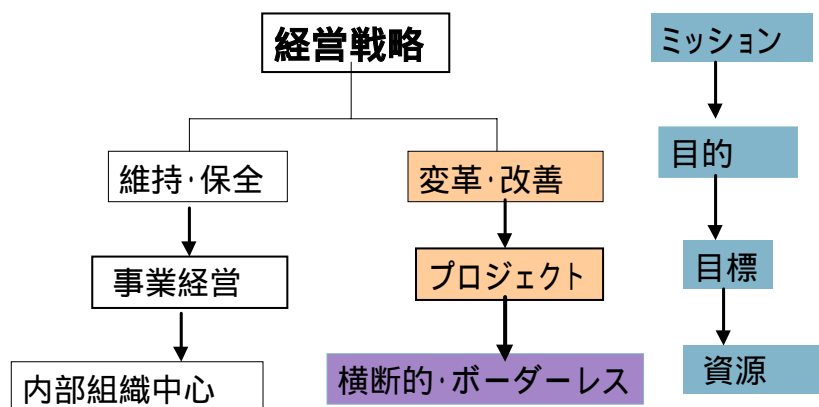 経営戦略
維持・保全
変革・改善
事業経営
プロジェクト
内部組織中心
横断的・ボーダーレス
ミッション
目的
目標
資源